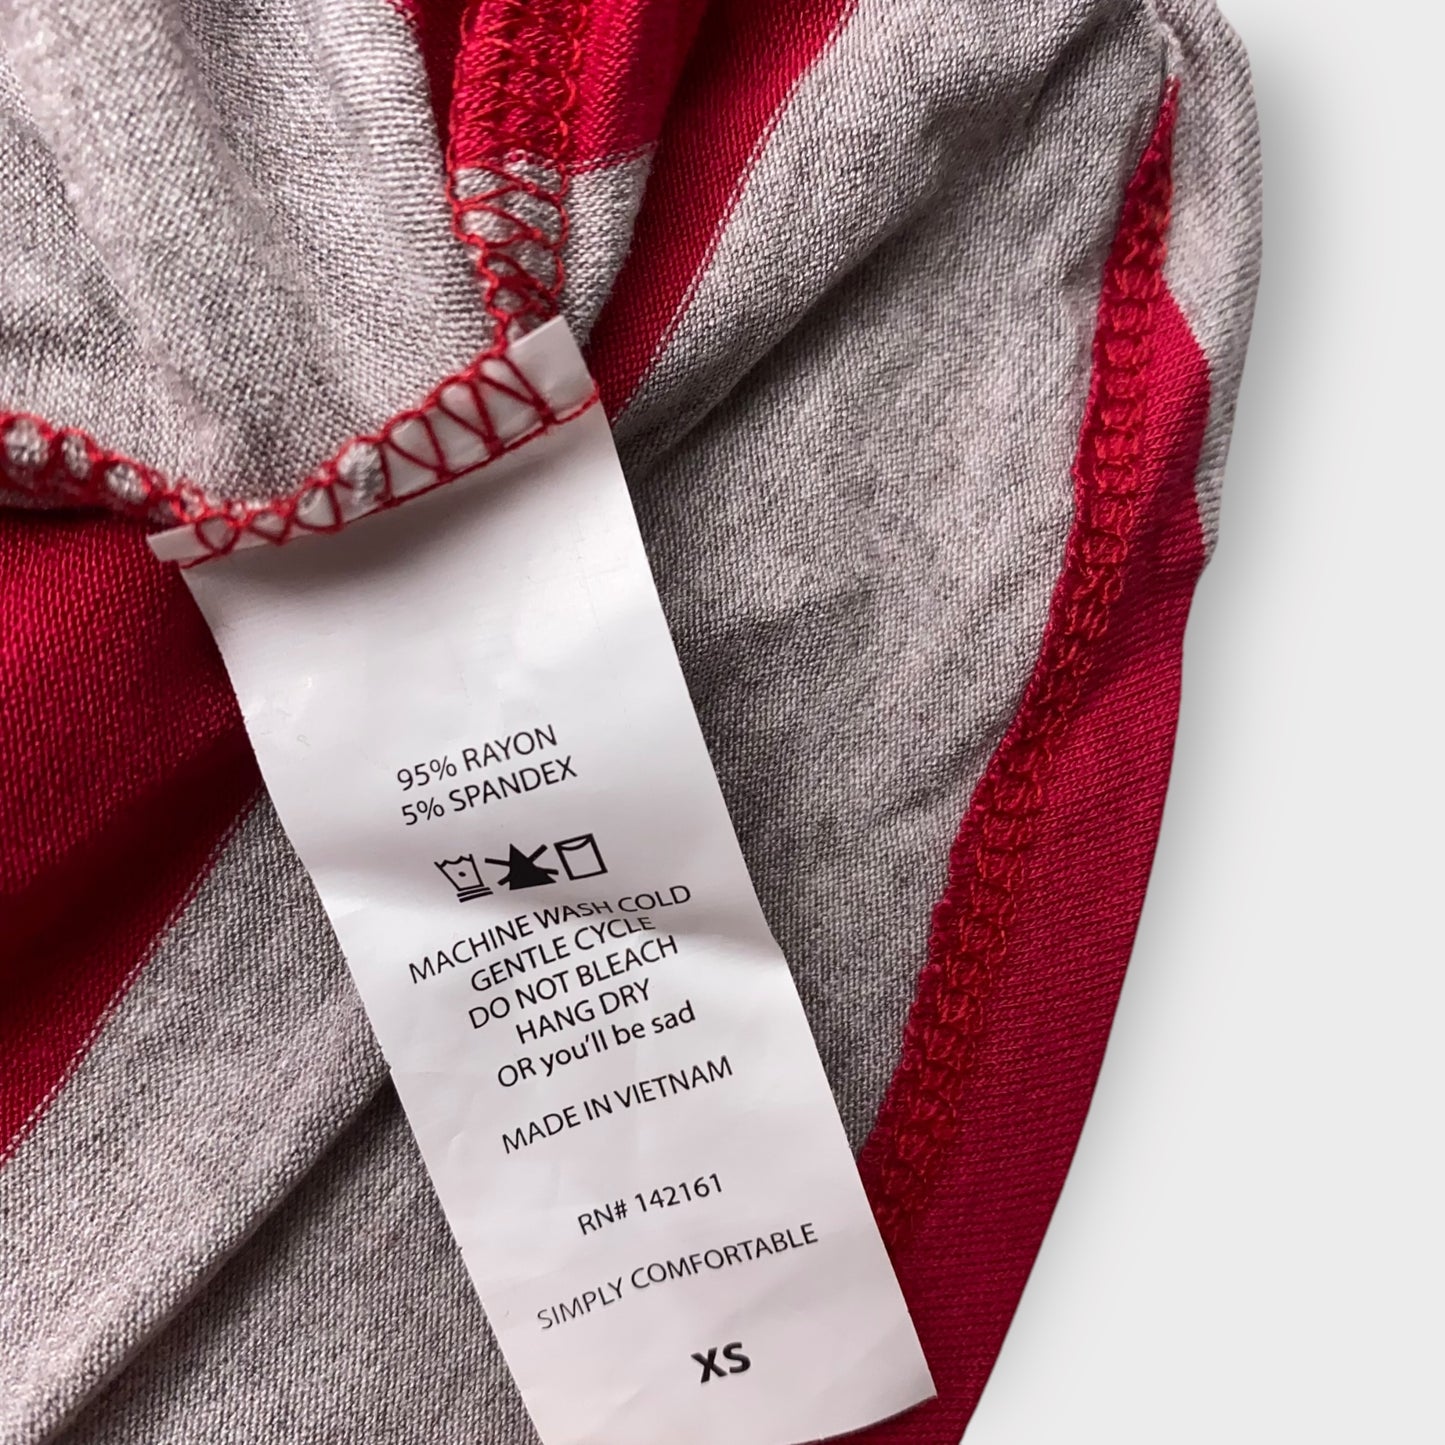 95% RAYON
5% SPANDEX
MACHINE WASH COLD
GENTLE CYCLE
DO NOT BLEACH
HANG DRY
OR you'll be sad
MADE IN VIETNAM
RN# 142161
SIMPLY COMFORTABLE
XS